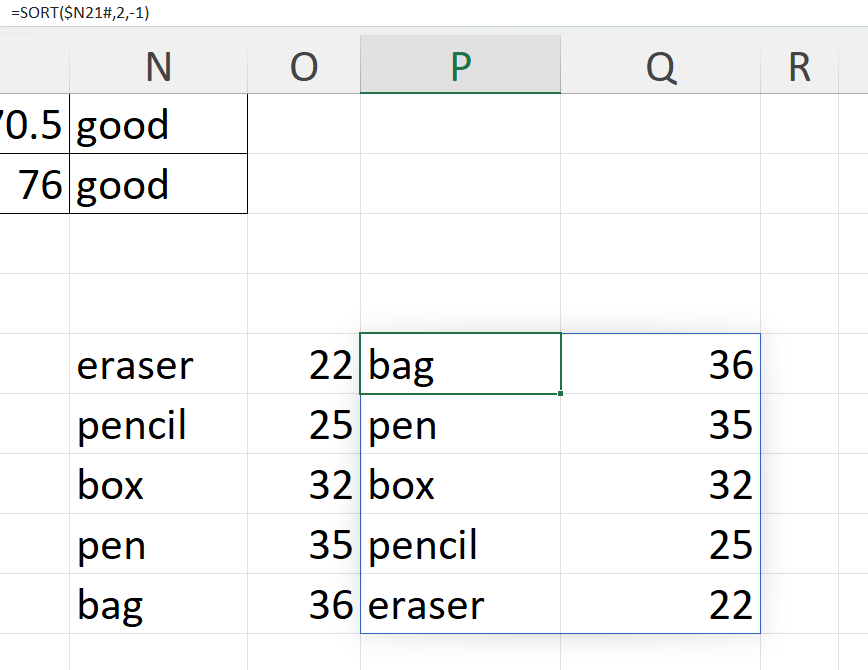 =SORT($N21#,2,-1)
N O P Q R
0.5 good
76 good
eraser 22 bag 36
pencil 25 pen 35
box 32 box 32
pen 35 pencil 25
bag 36 eraser 22